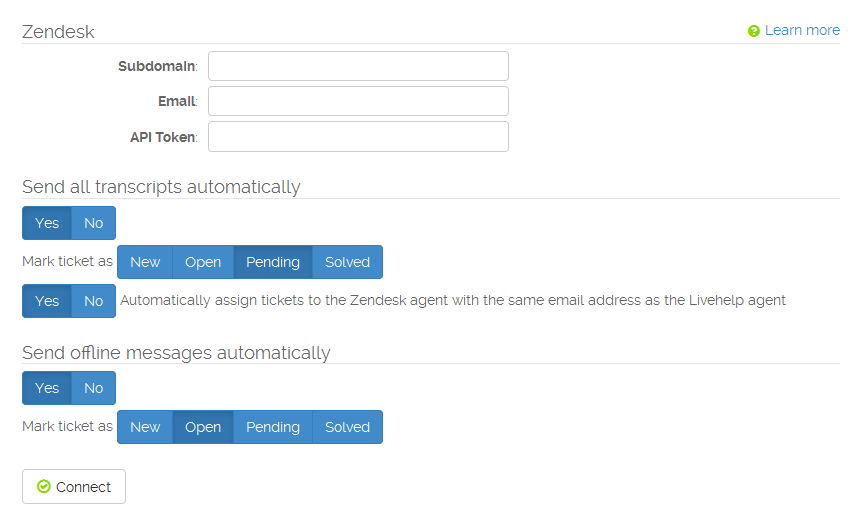 Zendesk Learn more
Subdomain:
Email:
API Token:
Send all transcripts automatically
Yes No
Mark ticket as New Open Pending Solved
Yes No Automatically assign tickets to the Zendesk agent with the same email address as the Livehelp agent
Send offline messages automatically
Yes No
Mark ticket as New Open Pending Solved
Connect